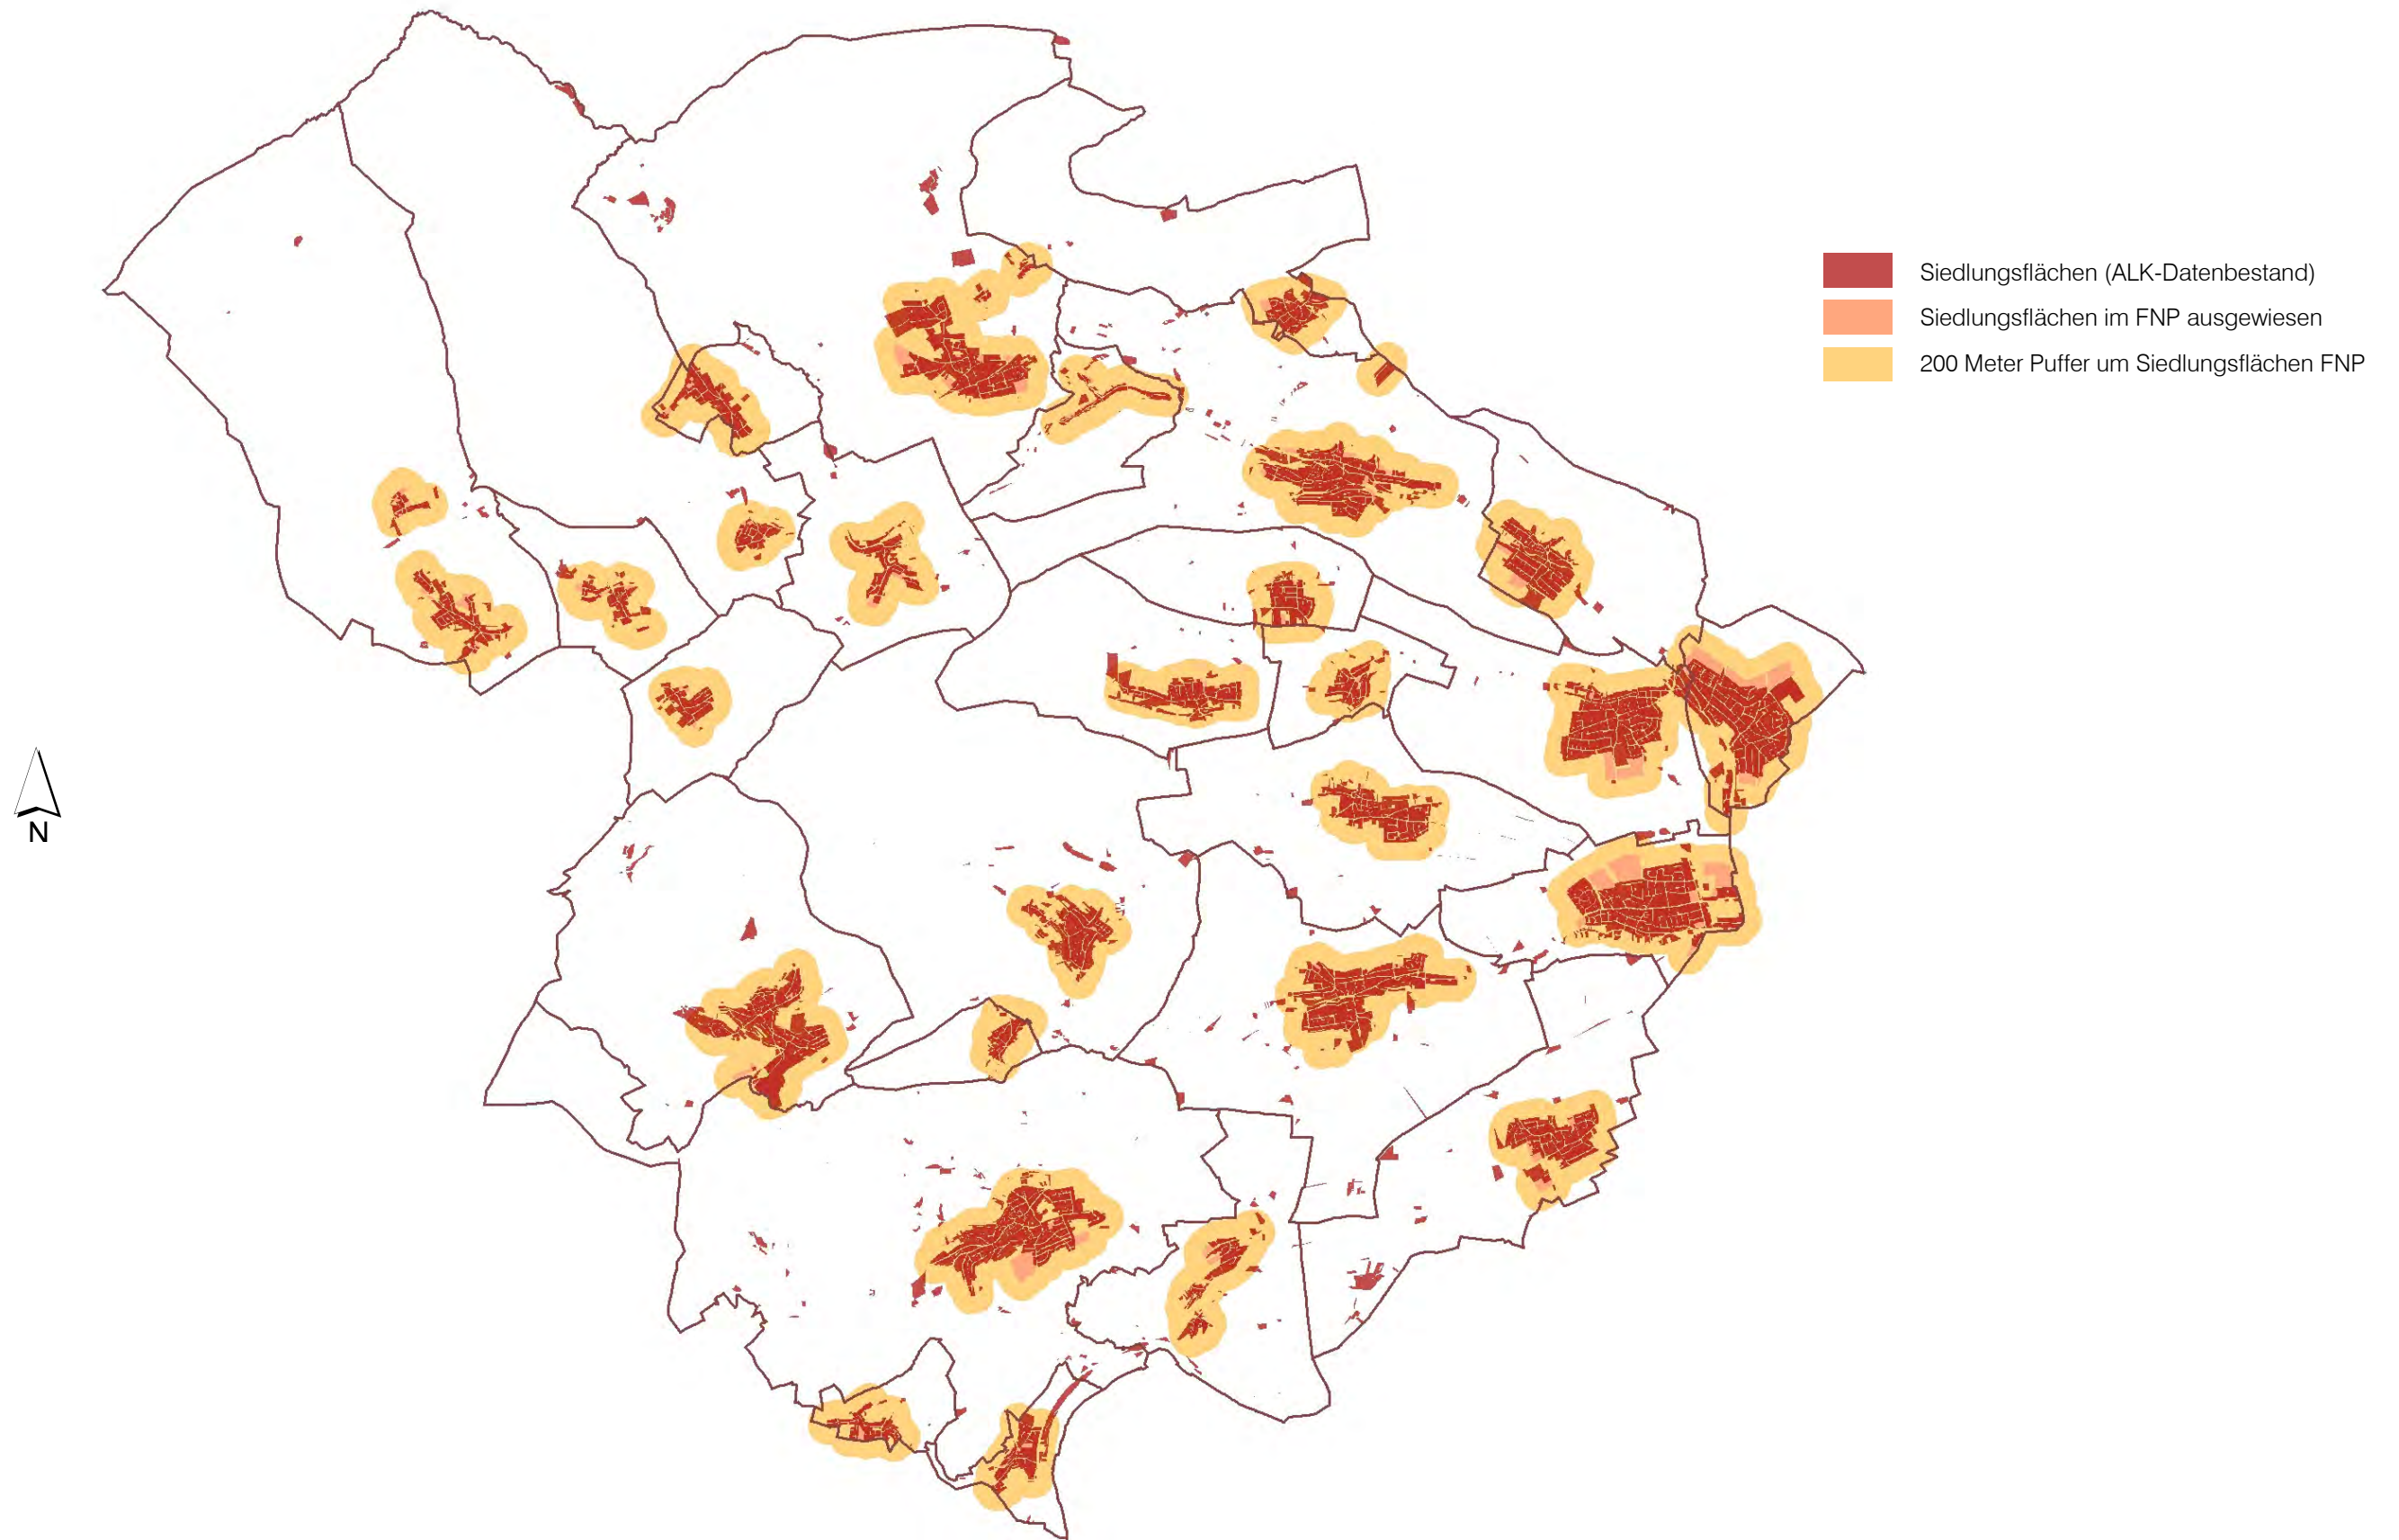 Siedlungsflächen (ALK-Datenbestand)
Siedlungsflächen im FNP ausgewiesen
200 Meter Puffer um Siedlungsflächen FNP
N